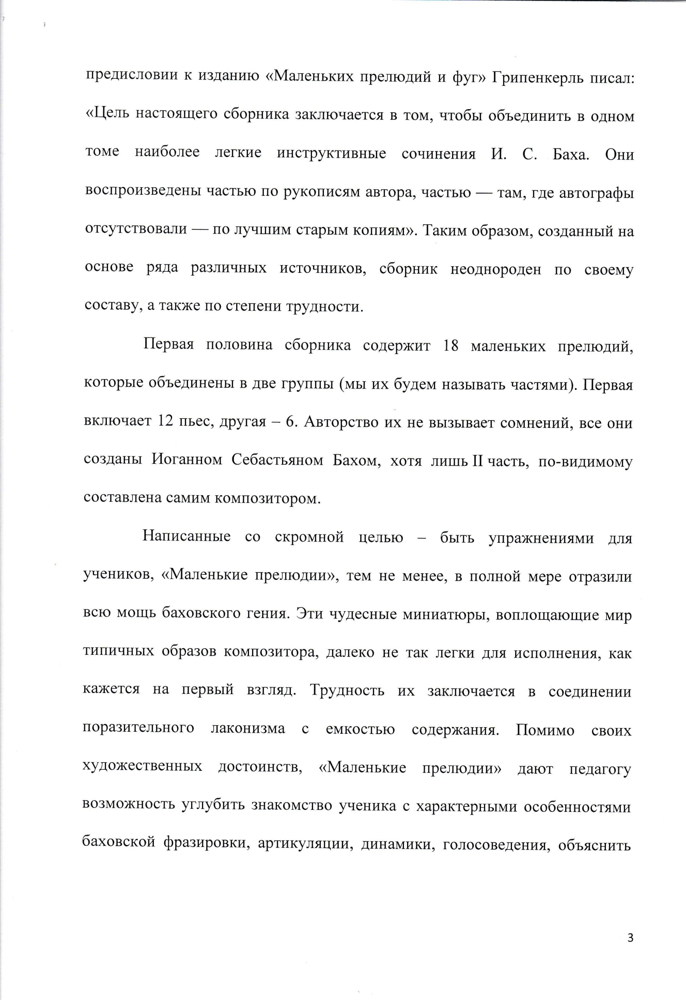 предисловии к изданию «Маленьких прелюдий и фуг» Грипенкерль писал:
«Цель настоящего сборника заключается в том, чтобы объединить в одном
томе наиболее легкие инструктивные сочинения И. С. Баха. Они
воспроизведены частью по рукописям автора, частью — там, где автографы
отсутствовали — по лучшим старым копиям». Таким образом, созданный на
основе ряда различных источников, сборник неоднороден по своему
составу, а также по степени трудности.
Первая половина сборника содержит 18 маленьких прелюдий,
которые объединены в две группы (мы их будем называть частями). Первая
включает 12 пьес, другая – 6. Авторство их не вызывает сомнений, все они
созданы Иоганном Себастьяном Бахом, хотя лишь II часть, по-видимому
составлена самим композитором.
Написанные со скромной целью – быть упражнениями для
учеников, «Маленькие прелюдии», тем не менее, в полной мере отразили
всю мощь баховского гения. Эти чудесные миниатюры, воплощающие мир
типичных образов композитора, далеко не так легки для исполнения, как
кажется на первый взгляд. Трудность их заключается в соединении
поразительного лаконизма с емкостью содержания. Помимо своих
художественных достоинств, «Маленькие прелюдии» дают педагогу
возможность углубить знакомство ученика с характерными особенностями
баховской фразировки, артикуляции, динамики, голосоведения, объяснить
3